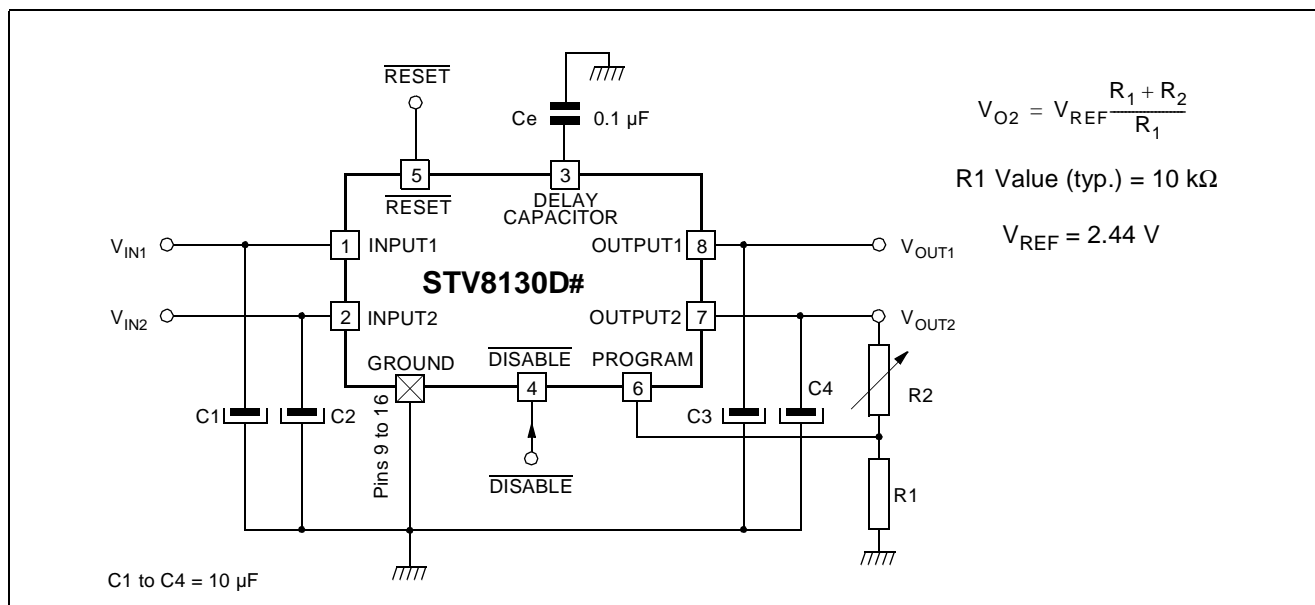 RESET
Ce
0.1 µF
V_O2 = V_REF (R_1 + R_2) / R_1
R1 Value (typ.) = 10 kΩ
V_REF = 2.44 V
5
RESET
3
DELAY
CAPACITOR
V_IN1
1
INPUT1
OUTPUT1
8
V_OUT1
STV8130D#
V_IN2
2
INPUT2
OUTPUT2
7
V_OUT2
GROUND
DISABLE
PROGRAM
4
6
Pins 9 to 16
C1
C2
C3
C4
R2
DISABLE
R1
C1 to C4 = 10 µF